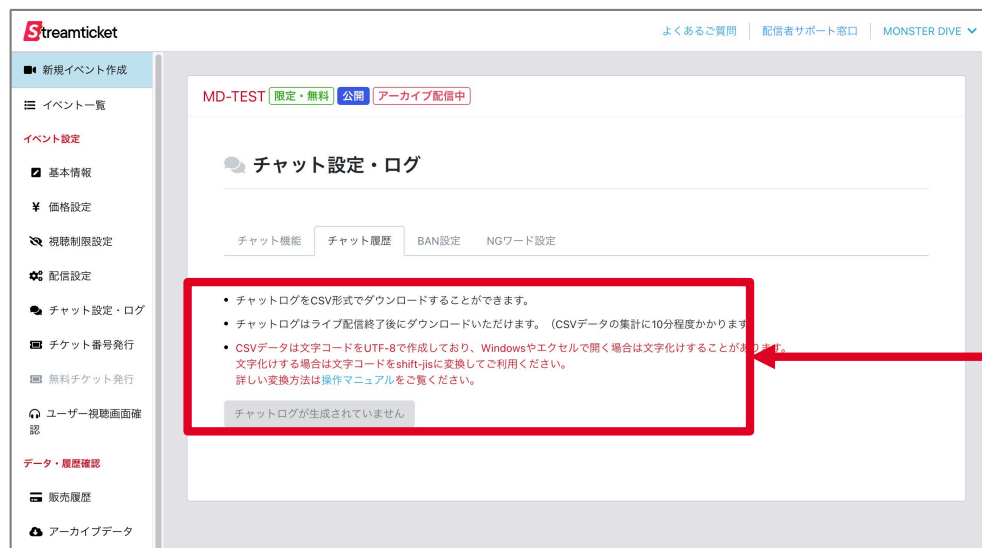 Streamticket
よくあるご質問
配信者サポート窓口
MONSTER DIVE
新規イベント作成
イベント一覧
イベント設定
基本情報
¥ 価格設定
視聴制限設定
配信設定
チャット設定・ログ
チケット番号発行
無料チケット発行
ユーザー視聴画面確
認
データ・履歴確認
販売履歴
アーカイブデータ
MD-TEST 限定・無料 公開 アーカイブ配信中
チャット設定・ログ
チャット機能 チャット履歴 BAN設定 NGワード設定
• チャットログをCSV形式でダウンロードすることができます。
• チャットログはライブ配信終了後にダウンロードいただけます。（CSVデータの集計に10分程度かかります
• CSVデータは文字コードをUTF-8で作成しており、Windowsやエクセルで開く場合は文字化けすることがあります。
文字化けする場合は文字コードをshift-jisに変換してご利用ください。
詳しい変換方法は操作マニュアルをご覧ください。
チャットログが生成されていません